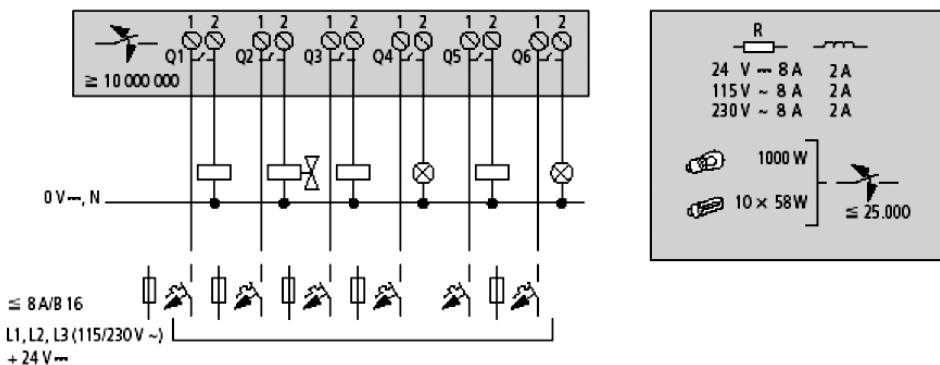 1 2 1 2 1 2 1 2 1 2 1 2
Q1 Q2 Q3 Q4 Q5 Q6
≧ 10 000 000
0 V⎓, N
≦ 8 A/B 16
L1, L2, L3 (115/230 V ~)
+ 24 V⎓
R
24 V ⎓ 8 A 2 A
115 V ~ 8 A 2 A
230 V ~ 8 A 2 A
1000 W
10 × 58 W
≦ 25.000